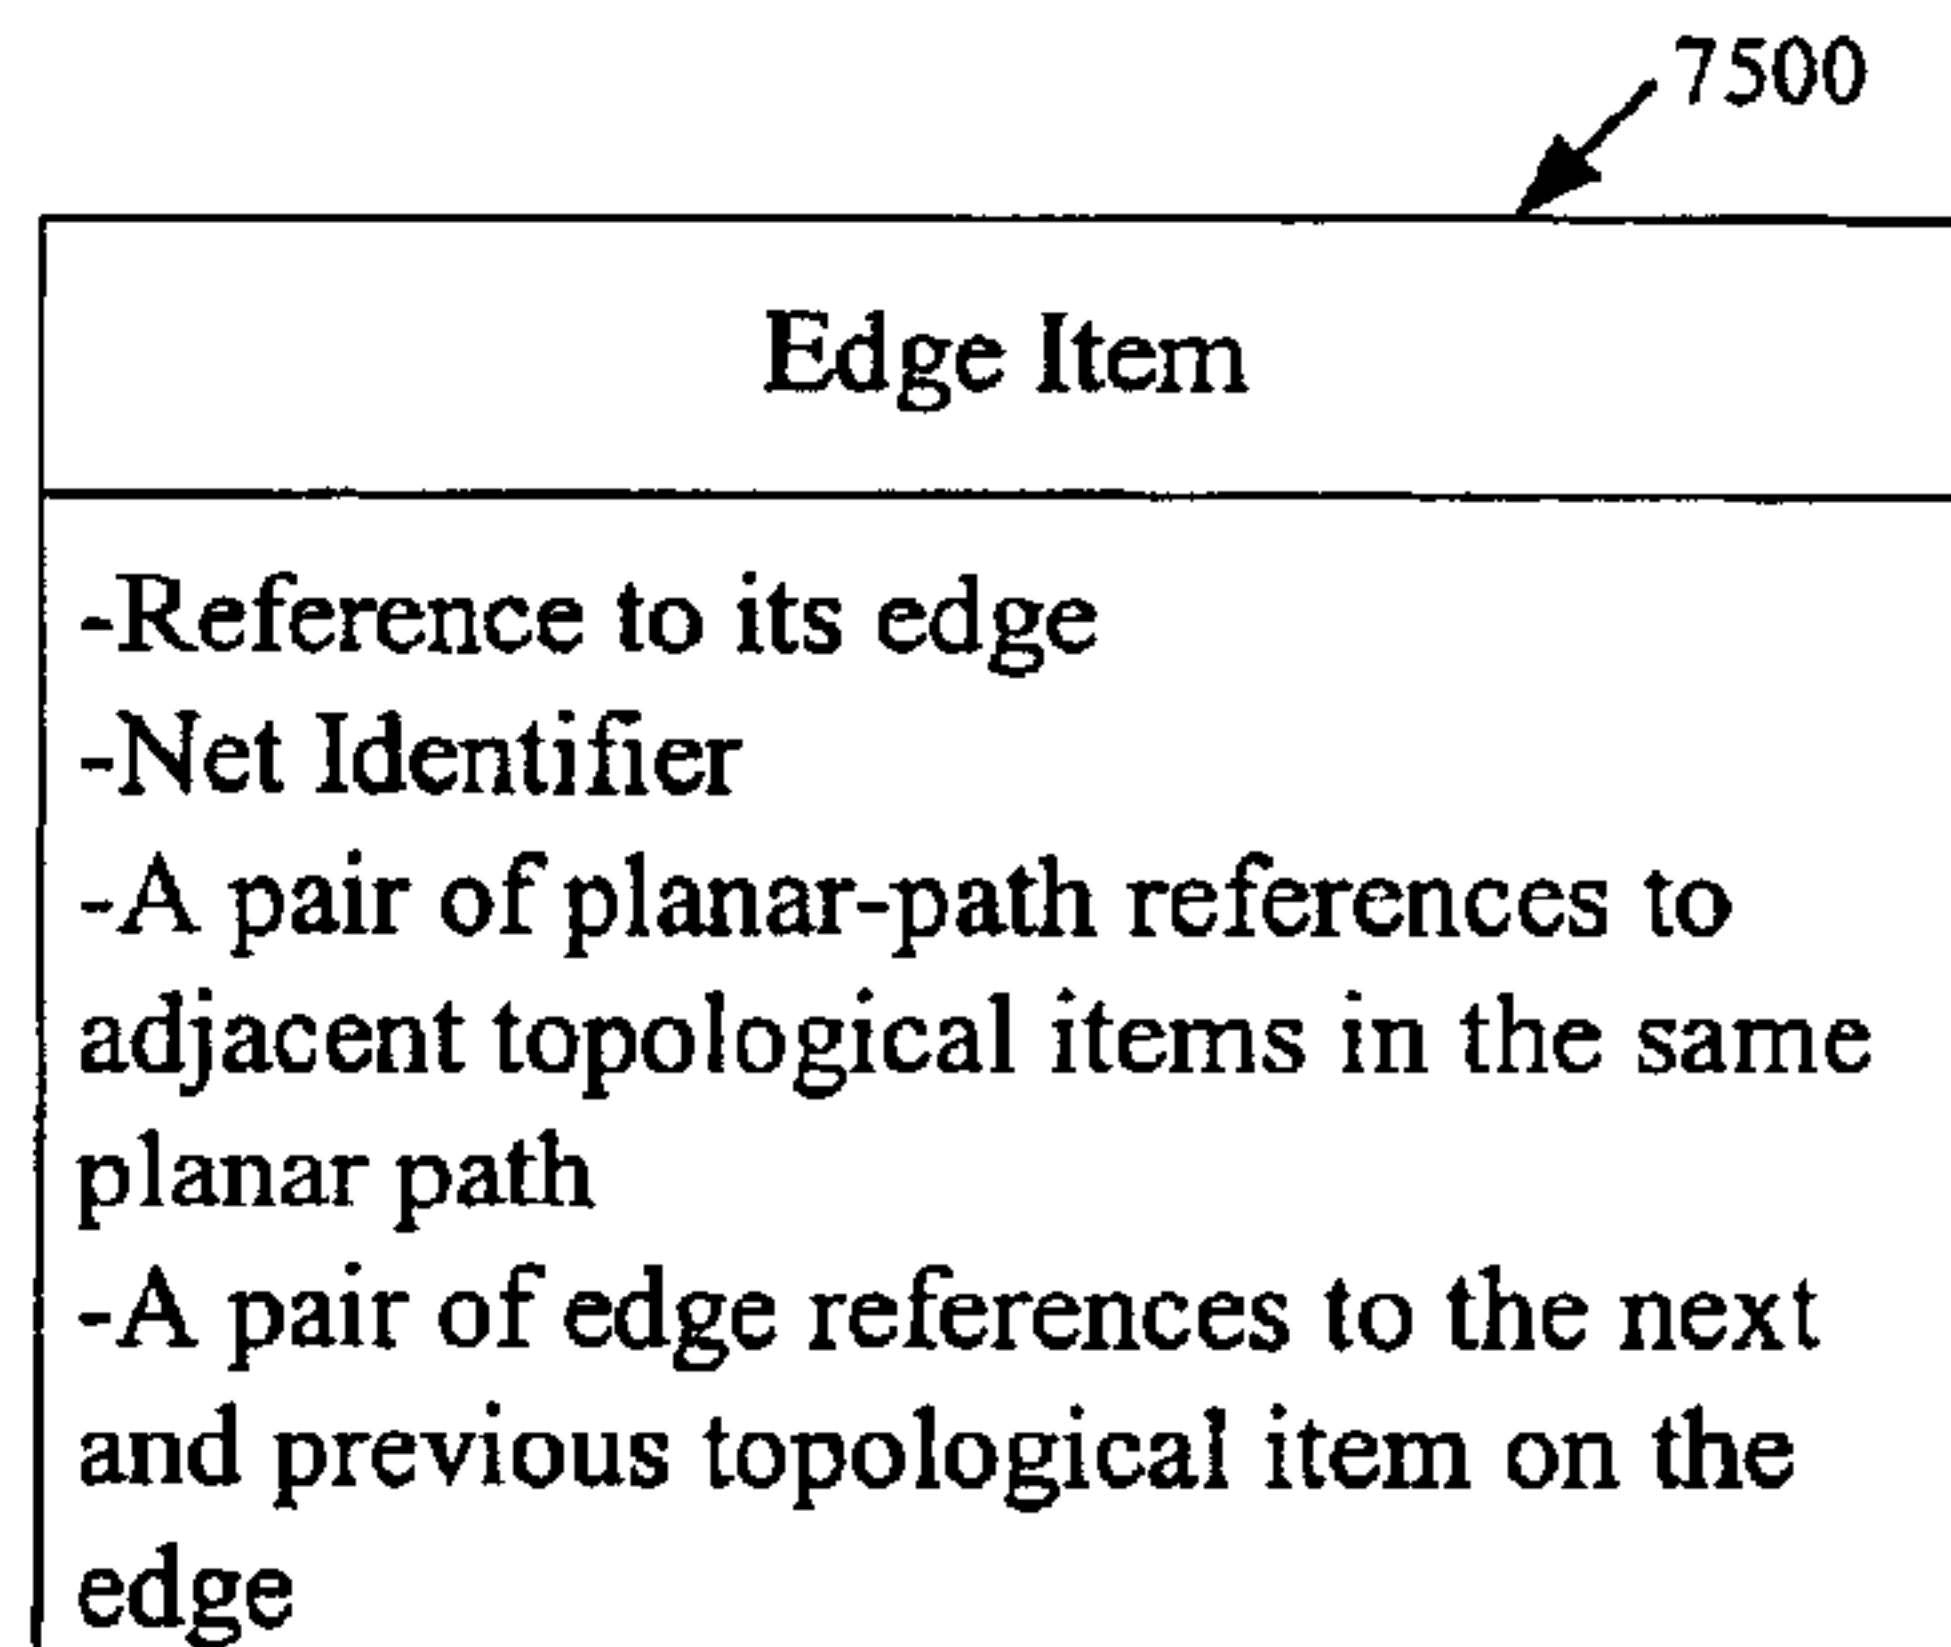 7500
Edge Item
-Reference to its edge
-Net Identifier
-A pair of planar-path references to
adjacent topological items in the same
planar path
-A pair of edge references to the next
and previous topological item on the
edge